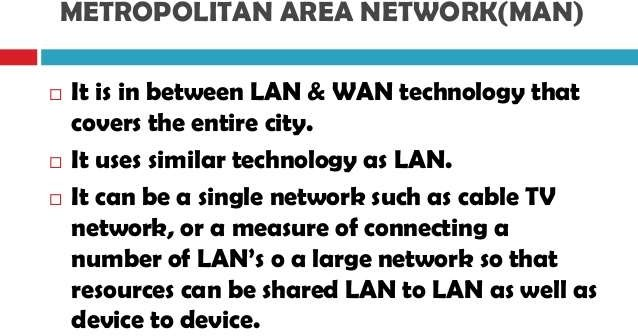 METROPOLITAN AREA NETWORK(MAN)
It is in between LAN & WAN technology that
covers the entire city.
It uses similar technology as LAN.
It can be a single network such as cable TV
network, or a measure of connecting a
number of LAN’s o a large network so that
resources can be shared LAN to LAN as well as
device to device.